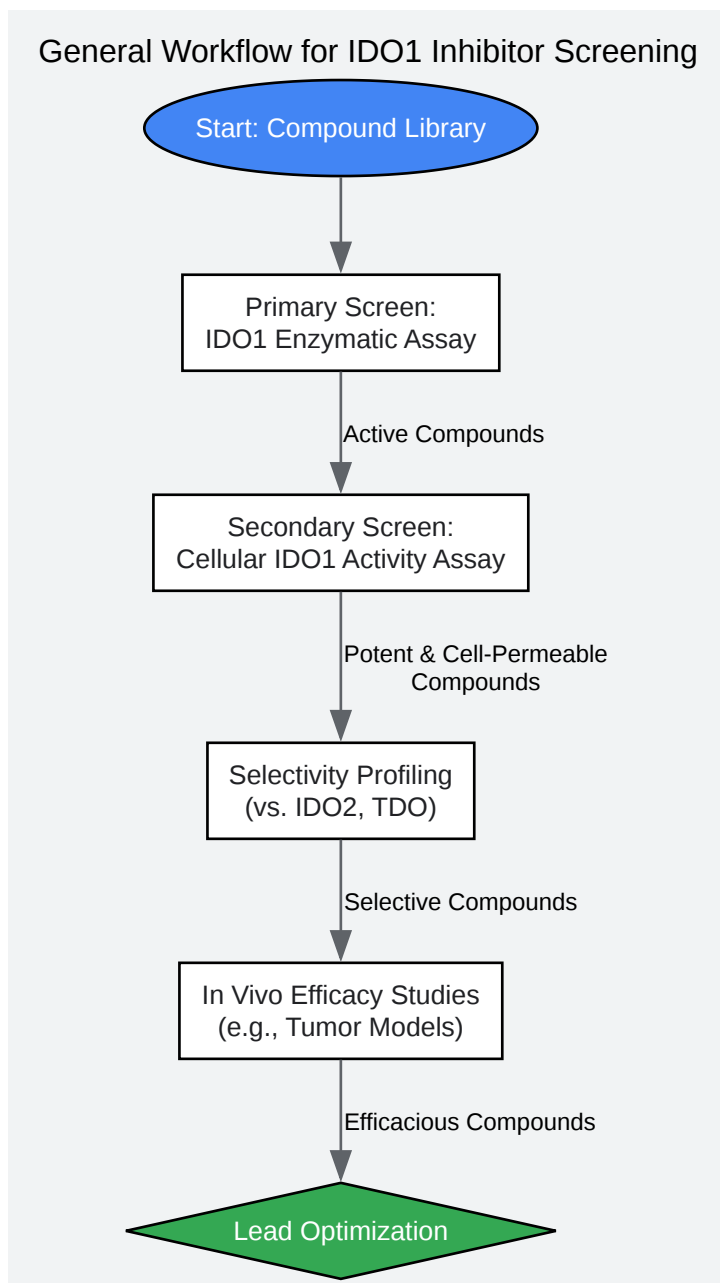 General Workflow for IDO1 Inhibitor Screening
Start: Compound Library
Primary Screen:
IDO1 Enzymatic Assay
Active Compounds
Secondary Screen:
Cellular IDO1 Activity Assay
Potent & Cell-Permeable
Compounds
Selectivity Profiling
(vs. IDO2, TDO)
Selective Compounds
In Vivo Efficacy Studies
(e.g., Tumor Models)
Efficacious Compounds
Lead Optimization